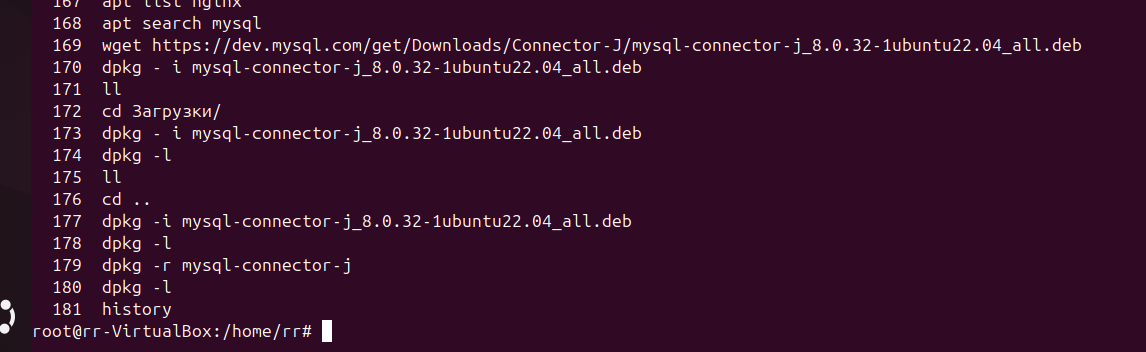 167 apt list nginx
168 apt search mysql
169 wget https://dev.mysql.com/get/Downloads/Connector-J/mysql-connector-j_8.0.32-1ubuntu22.04_all.deb
170 dpkg - i mysql-connector-j_8.0.32-1ubuntu22.04_all.deb
171 ll
172 cd Загрузки/
173 dpkg - i mysql-connector-j_8.0.32-1ubuntu22.04_all.deb
174 dpkg -l
175 ll
176 cd ..
177 dpkg -i mysql-connector-j_8.0.32-1ubuntu22.04_all.deb
178 dpkg -l
179 dpkg -r mysql-connector-j
180 dpkg -l
181 history
root@rr-VirtualBox:/home/rr#